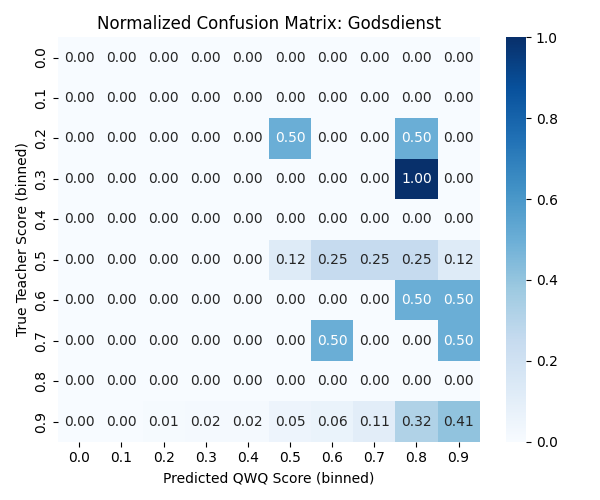 Normalized Confusion Matrix: Godsdienst
True Teacher Score (binned)
0.0 0.00 0.00 0.00 0.00 0.00 0.00 0.00 0.00 0.00 0.00
0.1 0.00 0.00 0.00 0.00 0.00 0.00 0.00 0.00 0.00 0.00
0.2 0.00 0.00 0.00 0.00 0.00 0.50 0.00 0.00 0.50 0.00
0.3 0.00 0.00 0.00 0.00 0.00 0.00 0.00 0.00 1.00 0.00
0.4 0.00 0.00 0.00 0.00 0.00 0.00 0.00 0.00 0.00 0.00
0.5 0.00 0.00 0.00 0.00 0.00 0.12 0.25 0.25 0.25 0.12
0.6 0.00 0.00 0.00 0.00 0.00 0.00 0.00 0.00 0.50 0.50
0.7 0.00 0.00 0.00 0.00 0.00 0.00 0.50 0.00 0.00 0.50
0.8 0.00 0.00 0.00 0.00 0.00 0.00 0.00 0.00 0.00 0.00
0.9 0.00 0.00 0.01 0.02 0.02 0.05 0.06 0.11 0.32 0.41
0.0 0.1 0.2 0.3 0.4 0.5 0.6 0.7 0.8 0.9
Predicted QWQ Score (binned)
1.0
0.8
0.6
0.4
0.2
0.0